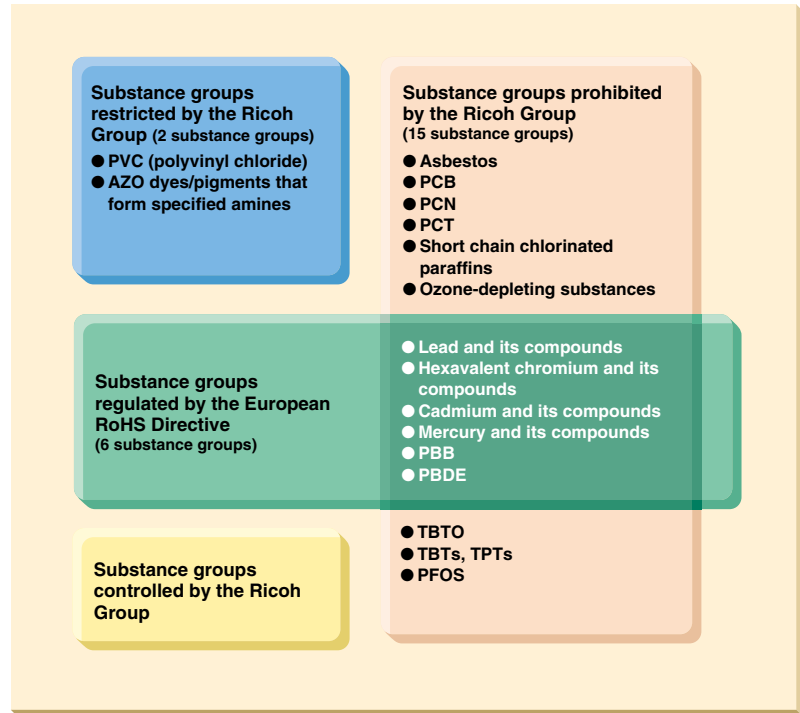 Substance groups
restricted by the Ricoh
Group (2 substance groups)
● PVC (polyvinyl chloride)
● AZO dyes/pigments that
form specified amines
Substance groups prohibited
by the Ricoh Group
(15 substance groups)
● Asbestos
● PCB
● PCN
● PCT
● Short chain chlorinated
paraffins
● Ozone-depleting substances
Substance groups
regulated by the European
RoHS Directive
(6 substance groups)
● Lead and its compounds
● Hexavalent chromium and its
compounds
● Cadmium and its compounds
● Mercury and its compounds
● PBB
● PBDE
● TBTO
● TBTs, TPTs
● PFOS
Substance groups
controlled by the Ricoh
Group